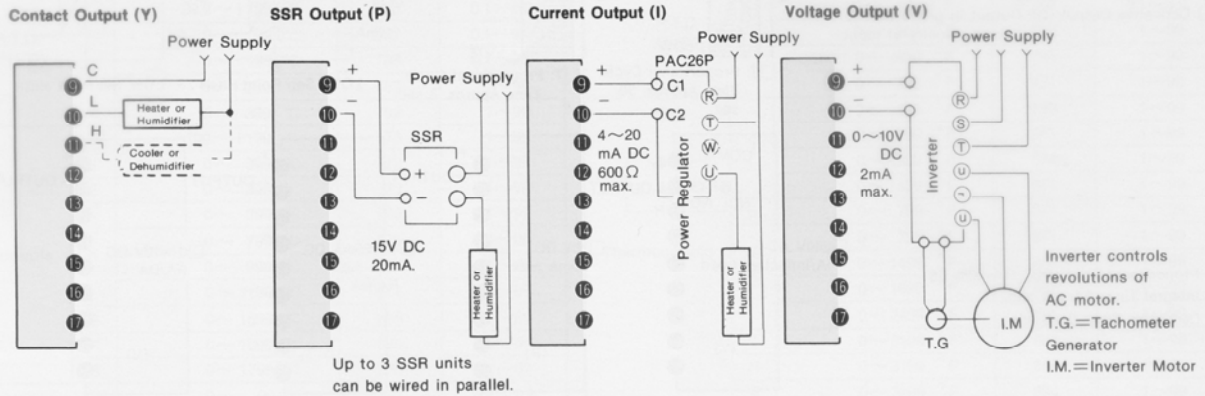 Contact Output (Y)
Power Supply
C
L
H
Heater or
Humidifier
Cooler or
Dehumidifier
9
10
11
12
13
14
15
16
17
SSR Output (P)
Power Supply
+
−
SSR
+
−
15V DC
20mA.
Heater or
Humidifier
9
10
11
12
13
14
15
16
17
Up to 3 SSR units
can be wired in parallel.
Current Output (I)
Power Supply
PAC26P
+
−
C1
C2
R
T
W
U
4～20
mA DC
600Ω
max.
Power Regulator
Heater or
Humidifier
9
10
11
12
13
14
15
16
17
Voltage Output (V)
Power Supply
+
−
R
S
T
u
~
u
0～10V
DC
2mA
max.
Inverter
9
10
11
12
13
14
15
16
17
T.G
I.M
Inverter controls
revolutions of
AC motor.
T.G.=Tachometer
Generator
I.M.=Inverter Motor